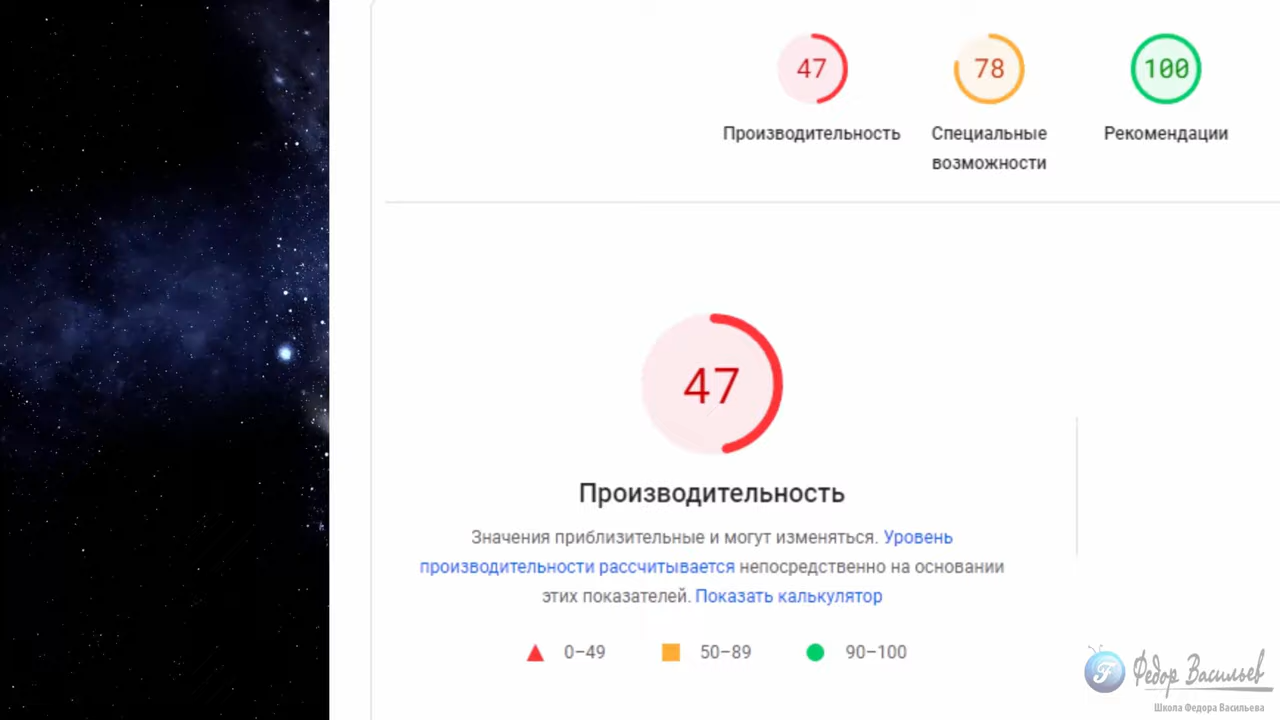 47
78
100
Производительность
Специальные
возможности
Рекомендации
47
Производительность
Значения приблизительные и могут изменяться. Уровень
производительности рассчитывается непосредственно на основании
этих показателей. Показать калькулятор
0–49
50–89
90–100
Федор Васильев
Школа Федора Васильева